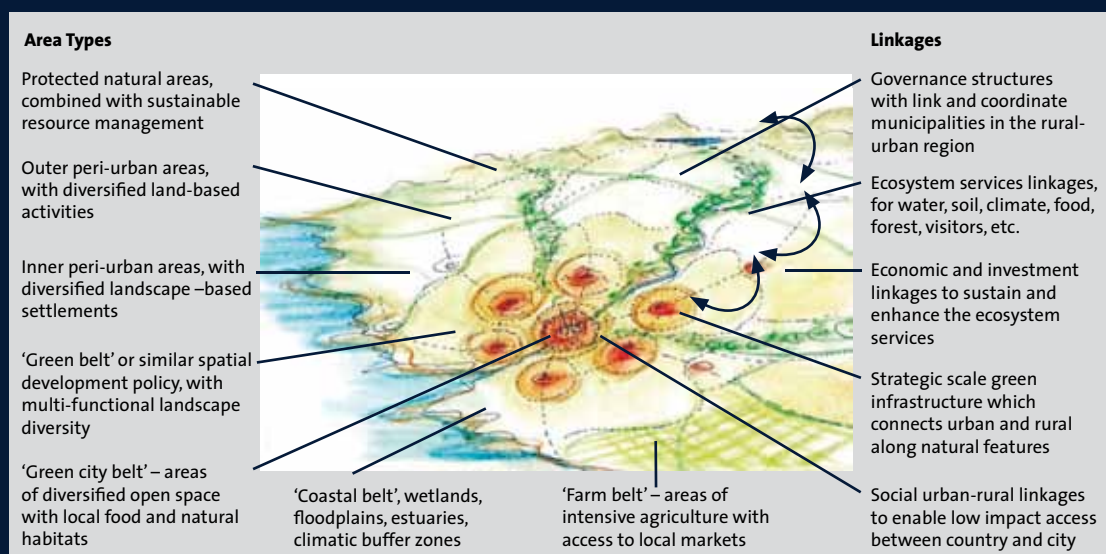 Area Types
Protected natural areas,
combined with sustainable
resource management
Outer peri-urban areas,
with diversified land-based
activities
Inner peri-urban areas, with
diversified landscape –based
settlements
‘Green belt’ or similar spatial
development policy, with
multi-functional landscape
diversity
‘Green city belt’ – areas
of diversified open space
with local food and natural
habitats
‘Coastal belt’, wetlands,
floodplains, estuaries,
climatic buffer zones
‘Farm belt’ – areas of
intensive agriculture with
access to local markets
Linkages
Governance structures
with link and coordinate
municipalities in the rural-
urban region
Ecosystem services linkages,
for water, soil, climate, food,
forest, visitors, etc.
Economic and investment
linkages to sustain and
enhance the ecosystem
services
Strategic scale green
infrastructure which
connects urban and rural
along natural features
Social urban-rural linkages
to enable low impact access
between country and city